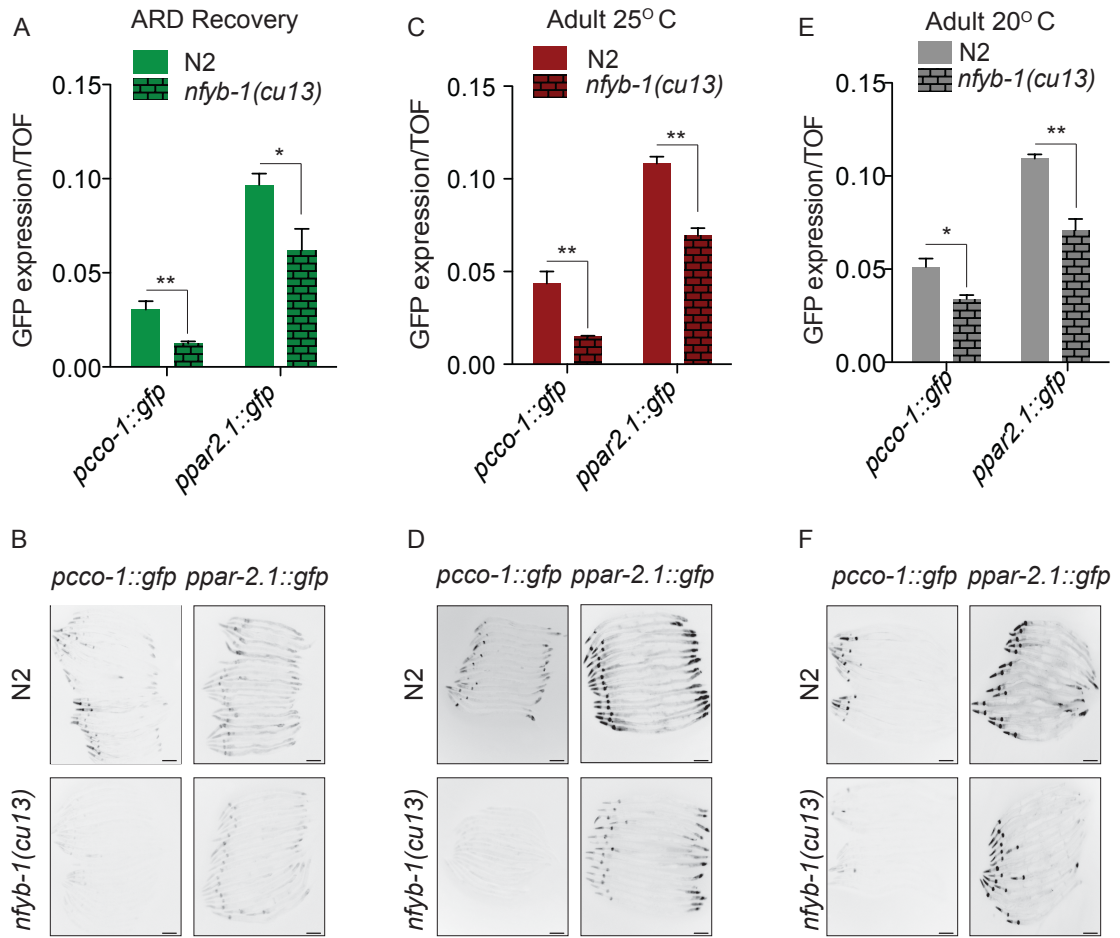 A
ARD Recovery
N2
nfyb-1(cu13)
GFP expression/TOF
0.15
0.10
0.05
0.00
*
**
pcco-1::gfp
ppar2.1::gfp
C
Adult 25° C
N2
nfyb-1(cu13)
GFP expression/TOF
0.15
0.10
0.05
0.00
**
**
pcco-1::gfp
ppar2.1::gfp
E
Adult 20° C
N2
nfyb-1(cu13)
GFP expression/TOF
0.15
0.10
0.05
0.00
**
*
pcco-1::gfp
ppar2.1::gfp
B
pcco-1::gfp ppar-2.1::gfp
N2
nfyb-1(cu13)
D
pcco-1::gfp ppar-2.1::gfp
N2
nfyb-1(cu13)
F
pcco-1::gfp ppar-2.1::gfp
N2
nfyb-1(cu13)